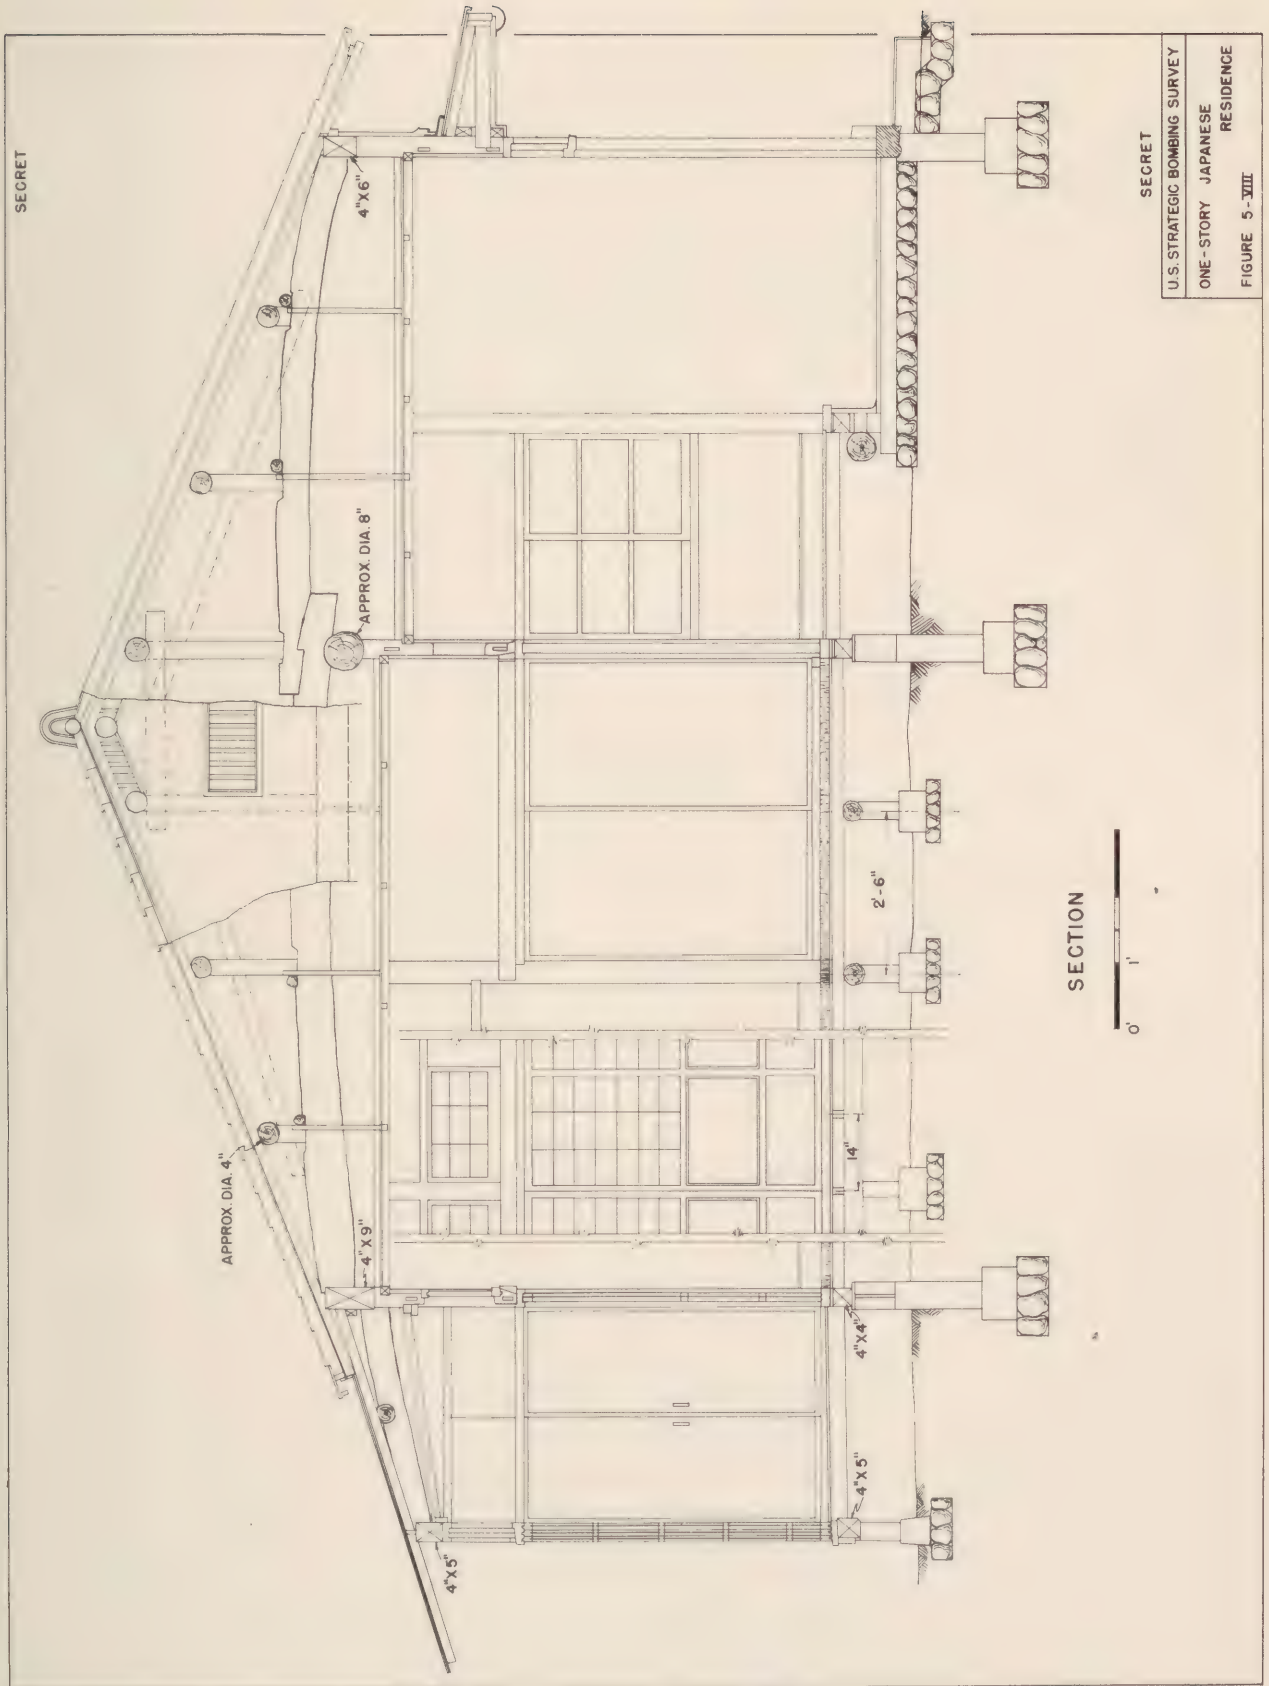 SECRET
APPROX. DIA. 4"
4"X6"
APPROX. DIA. 8"
4"X9"
4"X5"
4"X5"
4"X4"
14"
2'-6"
SECTION
0' 1'
SECRET
U.S. STRATEGIC BOMBING SURVEY
ONE-STORY JAPANESE
RESIDENCE
FIGURE 5-VIII